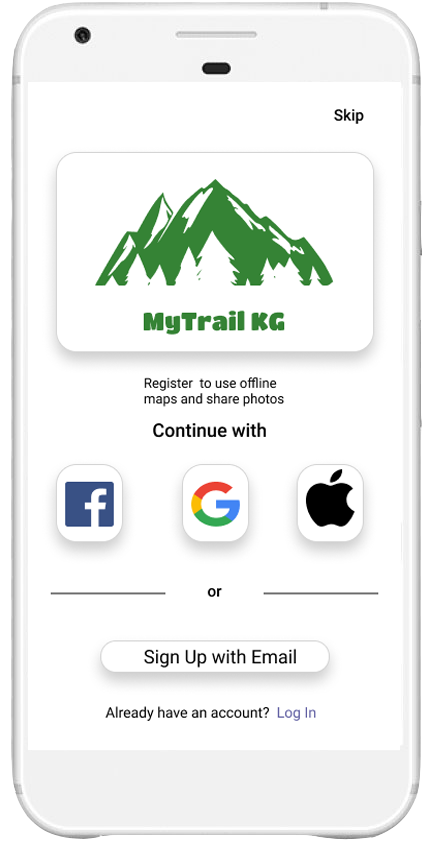 Skip
MyTrail KG
Register to use offline
maps and share photos
Continue with
or
Sign Up with Email
Already have an account? Log In